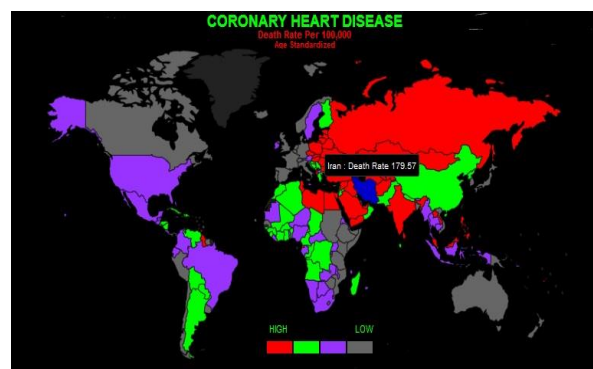 CORONARY HEART DISEASE
Death Rate Per 100,000
Age Standardized
Iran : Death Rate 179.57
HIGH LOW